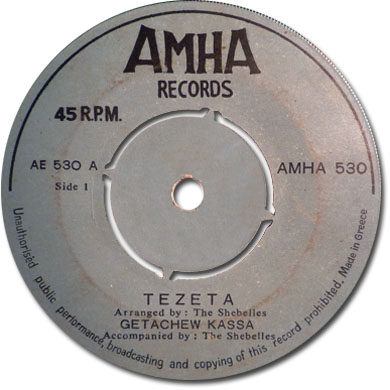 AMHA
RECORDS
45 R.P.M.
AE 530 A
AMHA 530
Side 1
TEZETA
Arranged by : The Shebelles
GETACHEW KASSA
Accompanied by : The Shebelles
Unauthorised public performance, broadcasting and copying of this record prohibited. Made in Greece